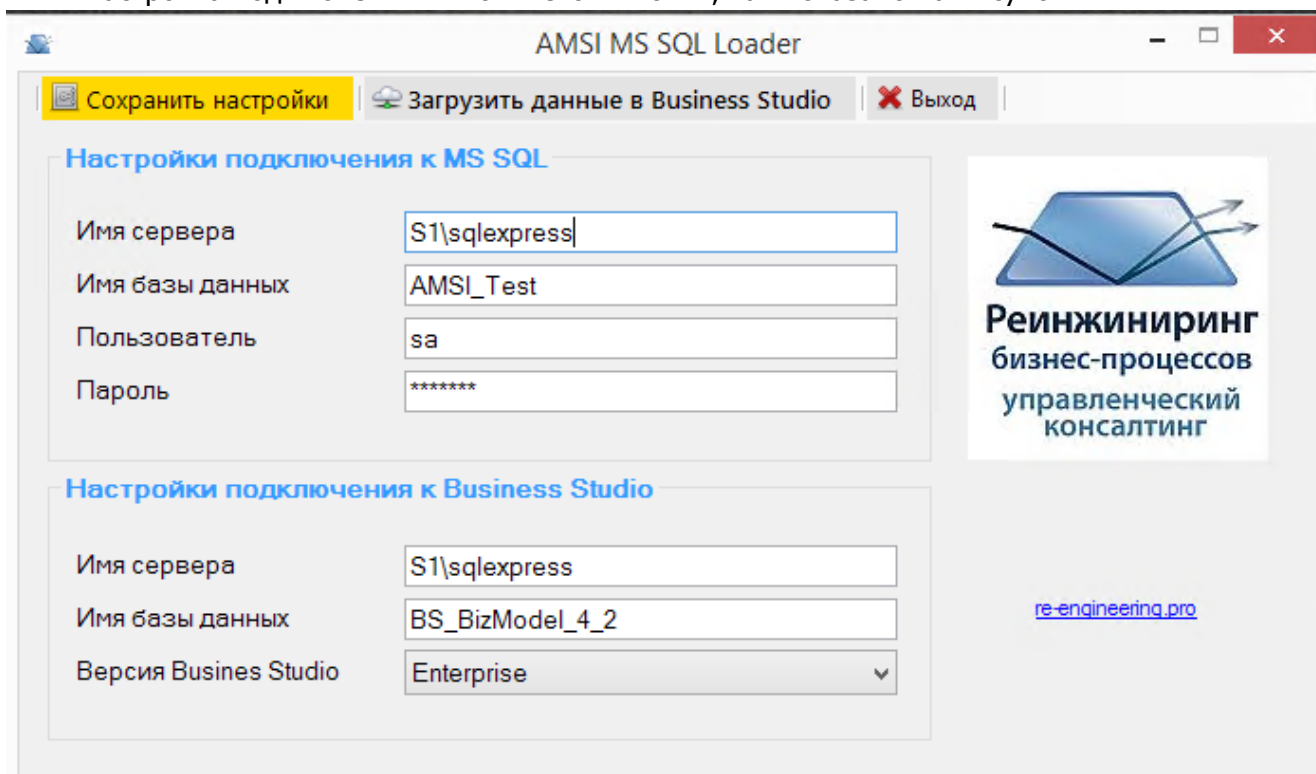 AMSI MS SQL Loader
Сохранить настройки
Загрузить данные в Business Studio
Выход
Настройки подключения к MS SQL
Имя сервера
S1\sqlexpress
Имя базы данных
AMSI_Test
Пользователь
sa
Пароль
*******
Реинжиниринг
бизнес-процессов
управленческий
консалтинг
Настройки подключения к Business Studio
Имя сервера
S1\sqlexpress
Имя базы данных
BS_BizModel_4_2
Версия Busines Studio
Enterprise
re-engineering.pro